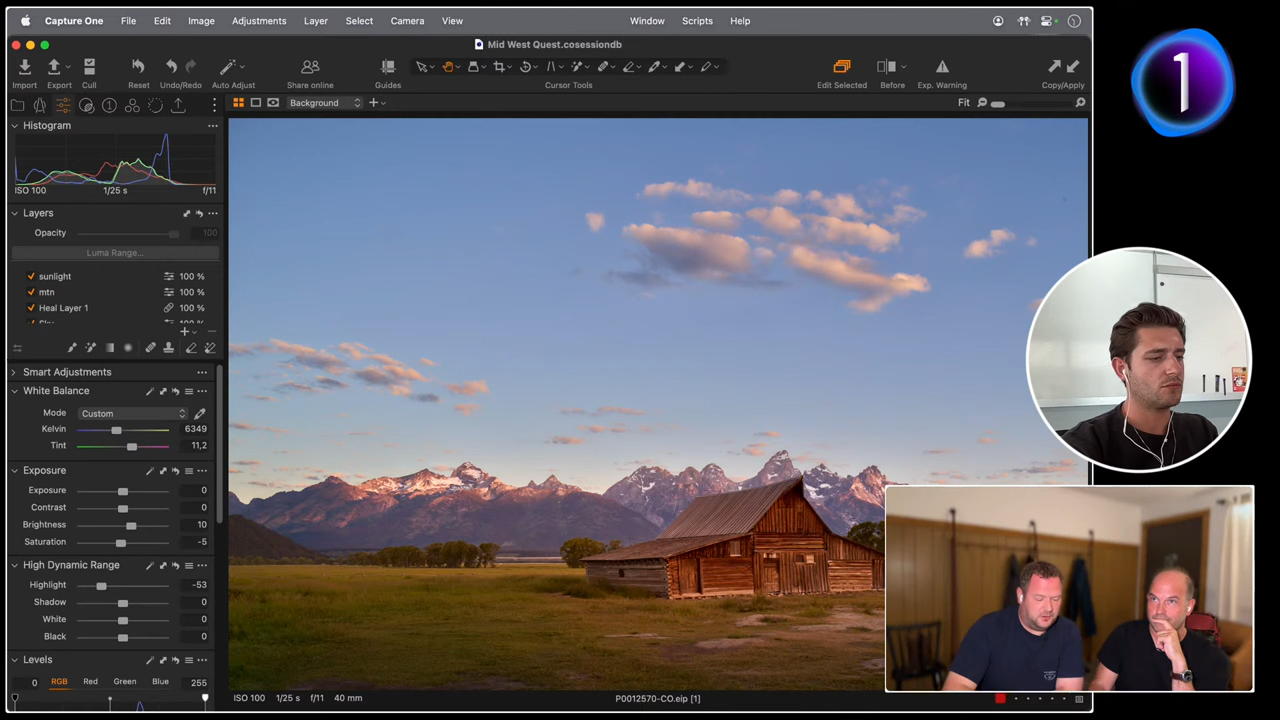 Capture One File Edit Image Adjustments Layer Select Camera View Window Scripts Help
Mid West Quest.cosessiondb
Import Export Cull Reset Undo/Redo Auto Adjust Share online Guides Cursor Tools Edit Selected Before Exp. Warning Copy/Apply
Background Fit
Histogram
ISO 100 1/25 s f/11
Layers
Opacity 100
Luma Range...
sunlight 100 %
mtn 100 %
Heal Layer 1 100 %
Smart Adjustments
White Balance
Mode Custom
Kelvin 6349
Tint 11,2
Exposure
Exposure 0
Contrast 0
Brightness 10
Saturation -5
High Dynamic Range
Highlight -53
Shadow 0
White 0
Black 0
Levels
0 RGB Red Green Blue 255
ISO 100 1/25 s f/11 40 mm P0012570-CO.eip [1]
1